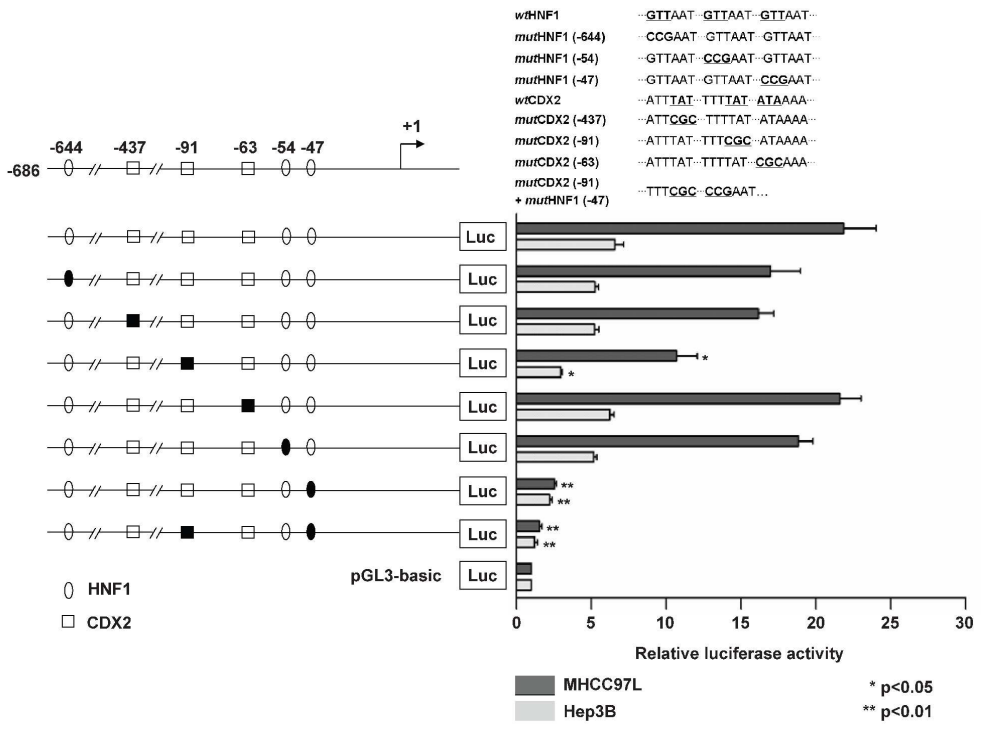 wtHNF1 ···GTTAAT···GTTAAT···GTTAAT···
mutHNF1 (-644) ···CCGAAT···GTTAAT···GTTAAT···
mutHNF1 (-54) ···GTTAAT···CCGAAT···GTTAAT···
mutHNF1 (-47) ···GTTAAT···GTTAAT···CCGAAT···
wtCDX2 ···ATTTAT···TTTTAT···ATAAAA···
mutCDX2 (-437) ···ATTCGC···TTTTAT···ATAAAA···
mutCDX2 (-91) ···ATTTAT···TTTCGC···ATAAAA···
mutCDX2 (-63) ···ATTTAT···TTTTAT···CGCAAA···
mutCDX2 (-91)
+ mutHNF1 (-47) ···TTTCGC···CCGAAT...
+1
-644 -437 -91 -63 -54 -47
-686
Luc
Luc
Luc
Luc *
*
Luc
Luc
Luc **
**
Luc **
**
pGL3-basic Luc
HNF1
CDX2
0 5 10 15 20 25 30
Relative luciferase activity
MHCC97L * p<0.05
Hep3B ** p<0.01